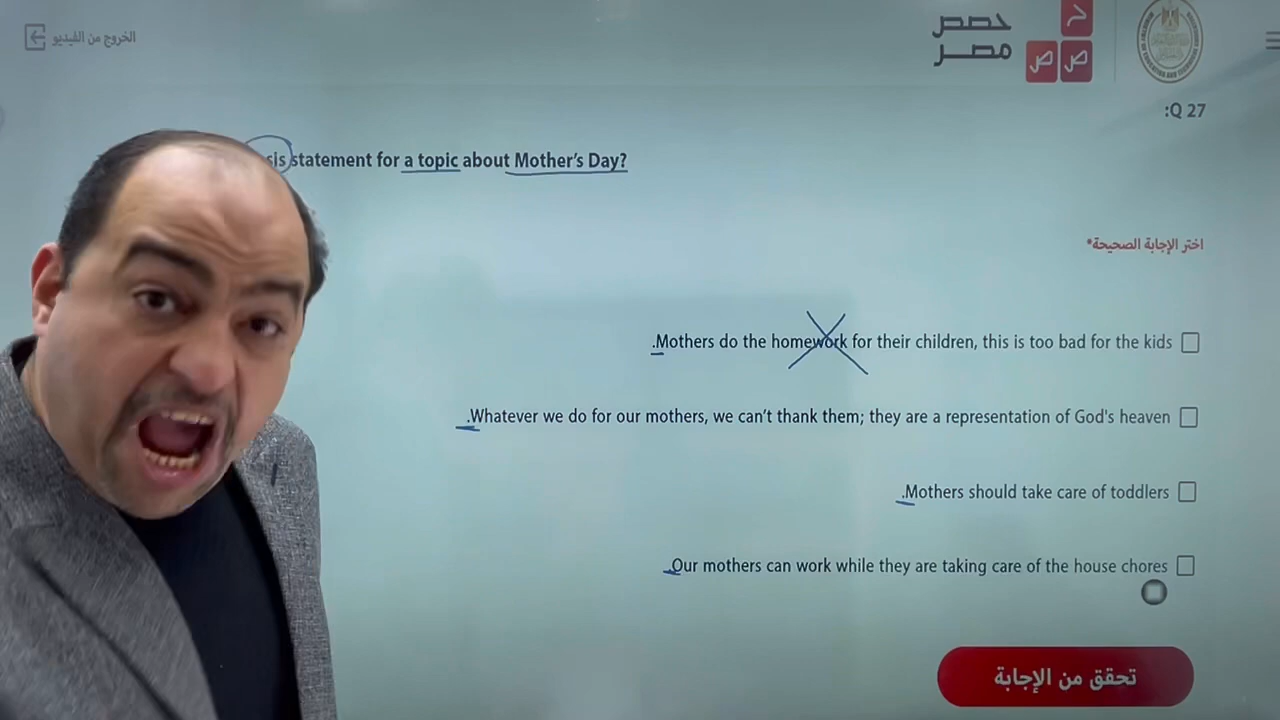 الخروج من الفيديو
حصص
مصر
ح
ص ص
Q 27:
sis statement for a topic about Mother's Day?
اختر الإجابة الصحيحة*
.Mothers do the homework for their children, this is too bad for the kids
.Whatever we do for our mothers, we can't thank them; they are a representation of God's heaven
.Mothers should take care of toddlers
.Our mothers can work while they are taking care of the house chores
تحقق من الإجابة